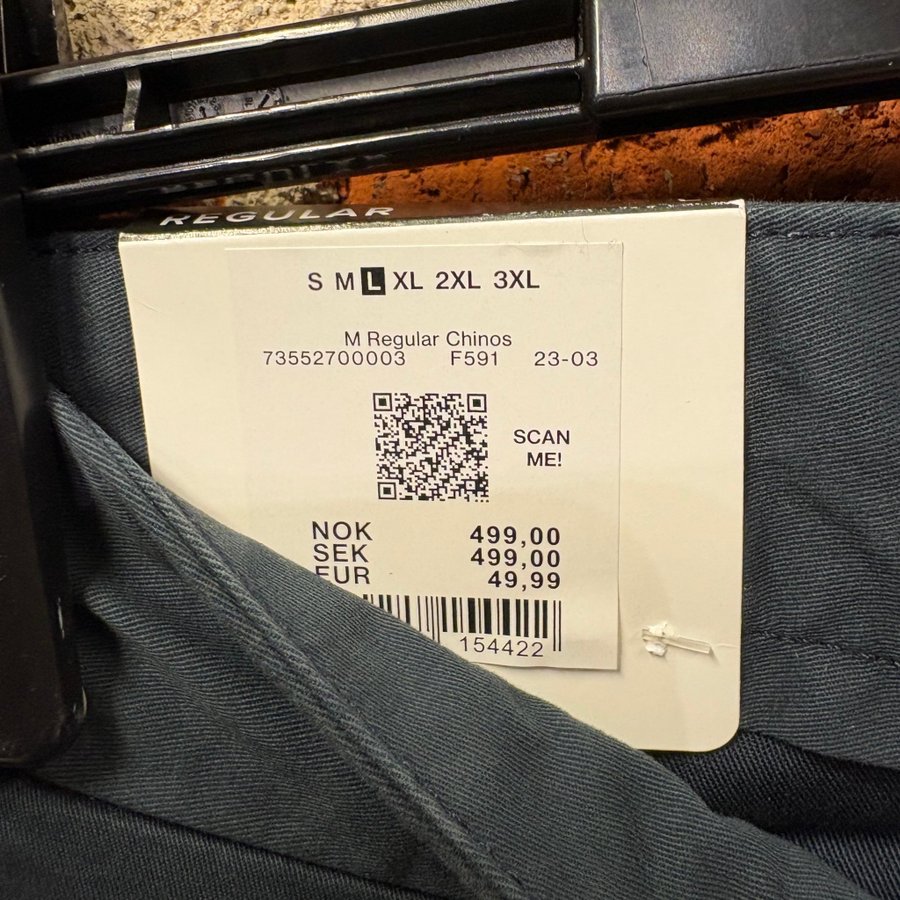 REGULAR
S M L XL 2XL 3XL
M Regular Chinos
73552700003 F591 23-03
SCAN
ME!
NOK 499,00
SEK 499,00
EUR 49,99
154422